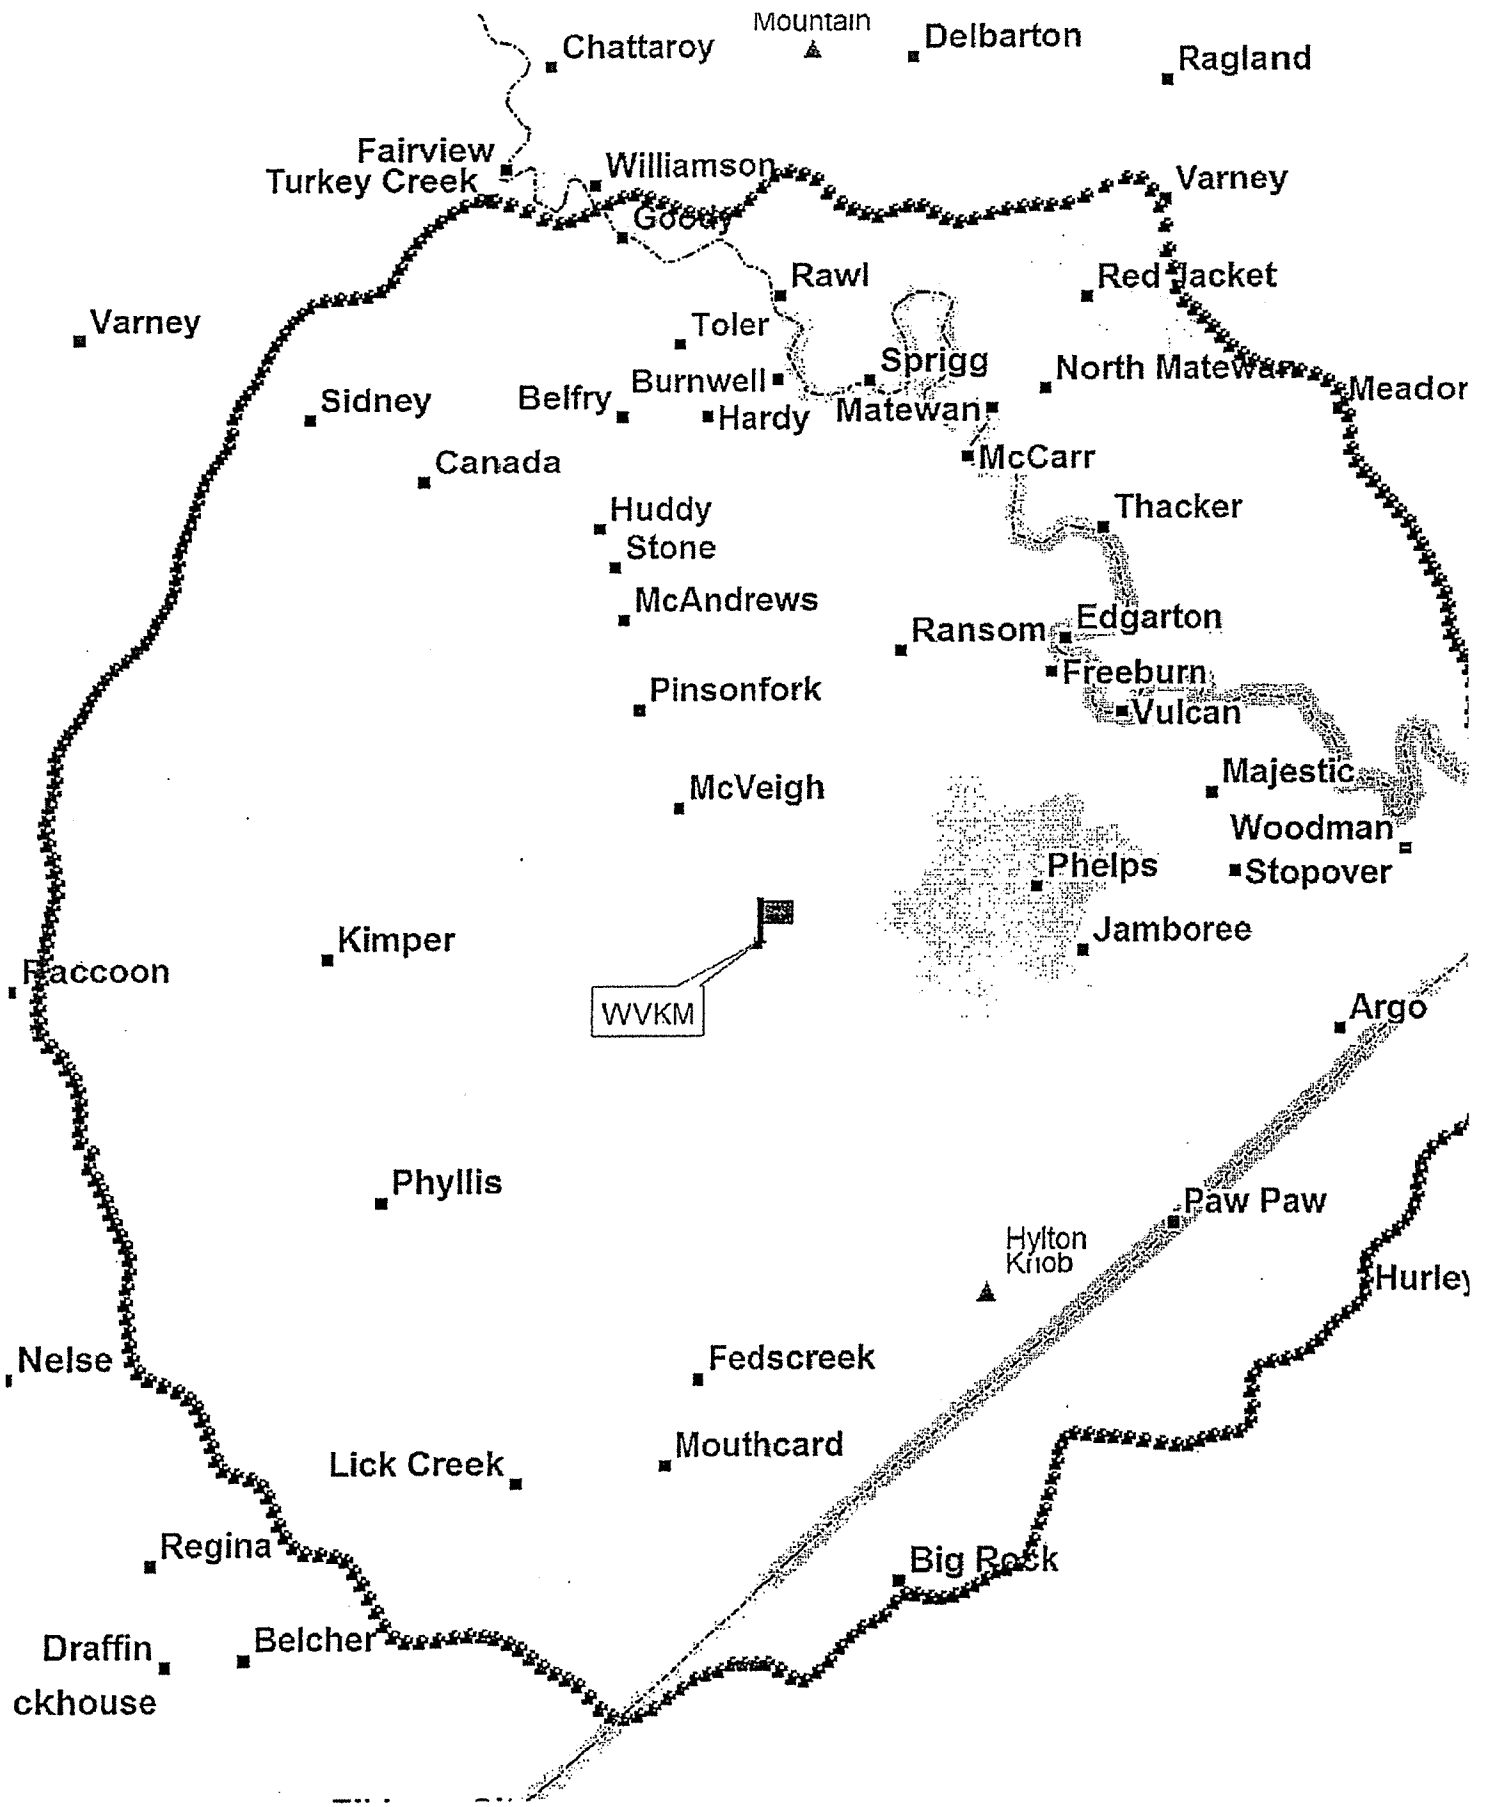 Mountain
Chattaroy
Delbarton
Ragland
Fairview
Turkey Creek
Williamson
Varney
Goody
Rawl
Red Jacket
Varney
Toler
Sprigg
North Matewan
Burnwell
Meador
Sidney
Belfry
Hardy
Matewan
Canada
McCarr
Huddy
Thacker
Stone
McAndrews
Ransom
Edgarton
Freeburn
Pinsonfork
Vulcan
Majestic
McVeigh
Woodman
Phelps
Stopover
Kimper
Jamboree
Raccoon
WVKM
Argo
Phyllis
Paw Paw
Hylton
Knob
Hurley
Nelse
Fedscreek
Mouthcard
Lick Creek
Regina
Big Rock
Draffin
Belcher
ckhouse